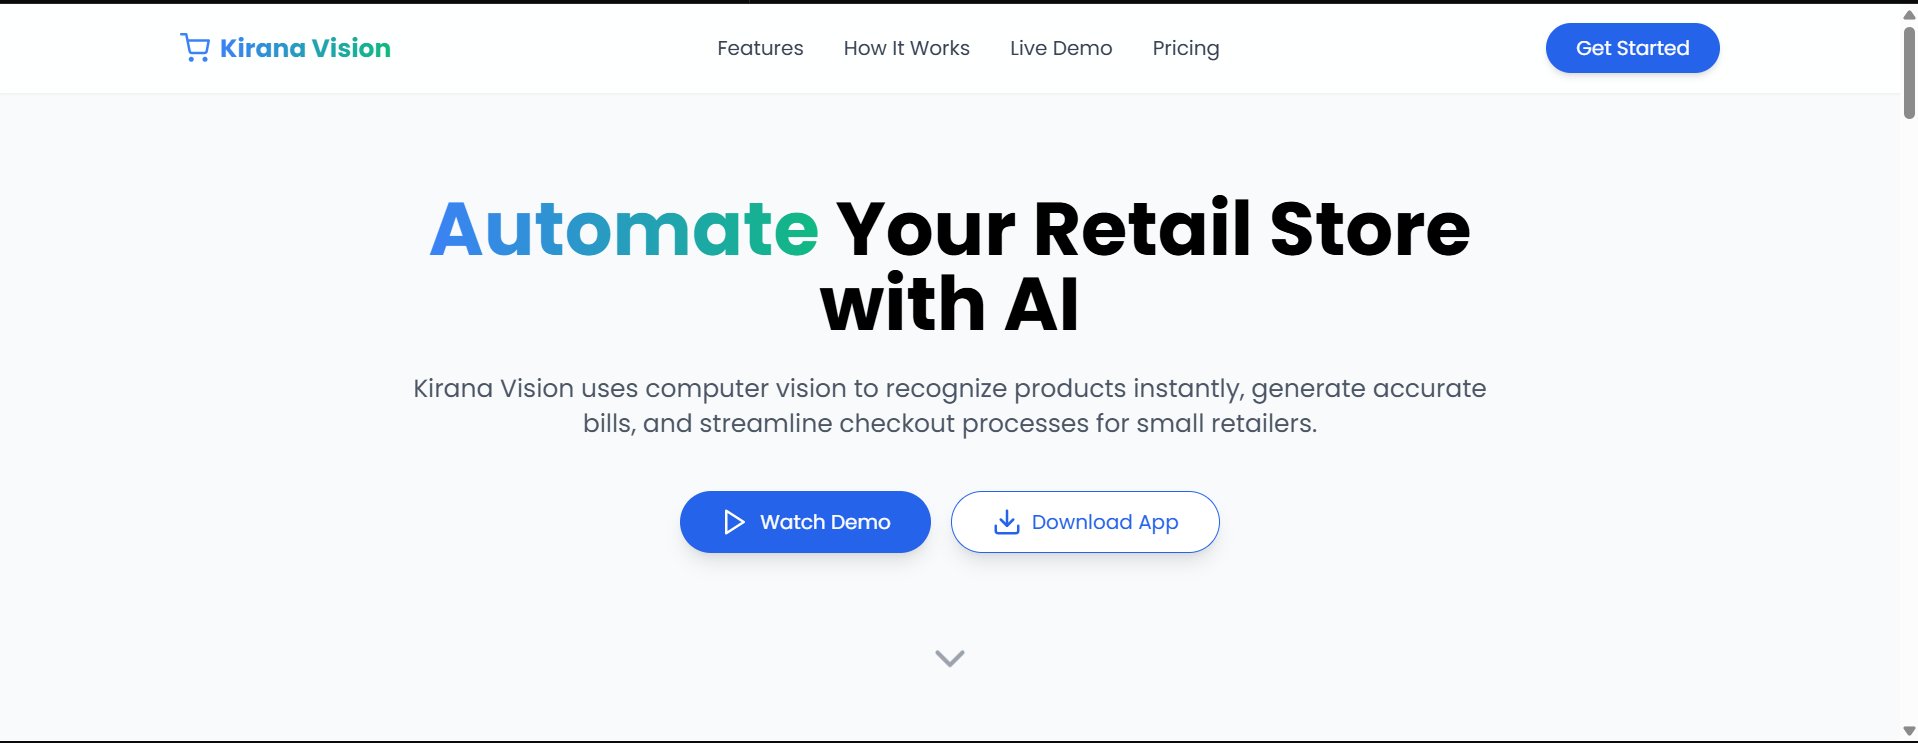 Kirana Vision
Features
How It Works
Live Demo
Pricing
Get Started
Automate Your Retail Store
with AI
Kirana Vision uses computer vision to recognize products instantly, generate accurate
bills, and streamline checkout processes for small retailers.
Watch Demo
Download App